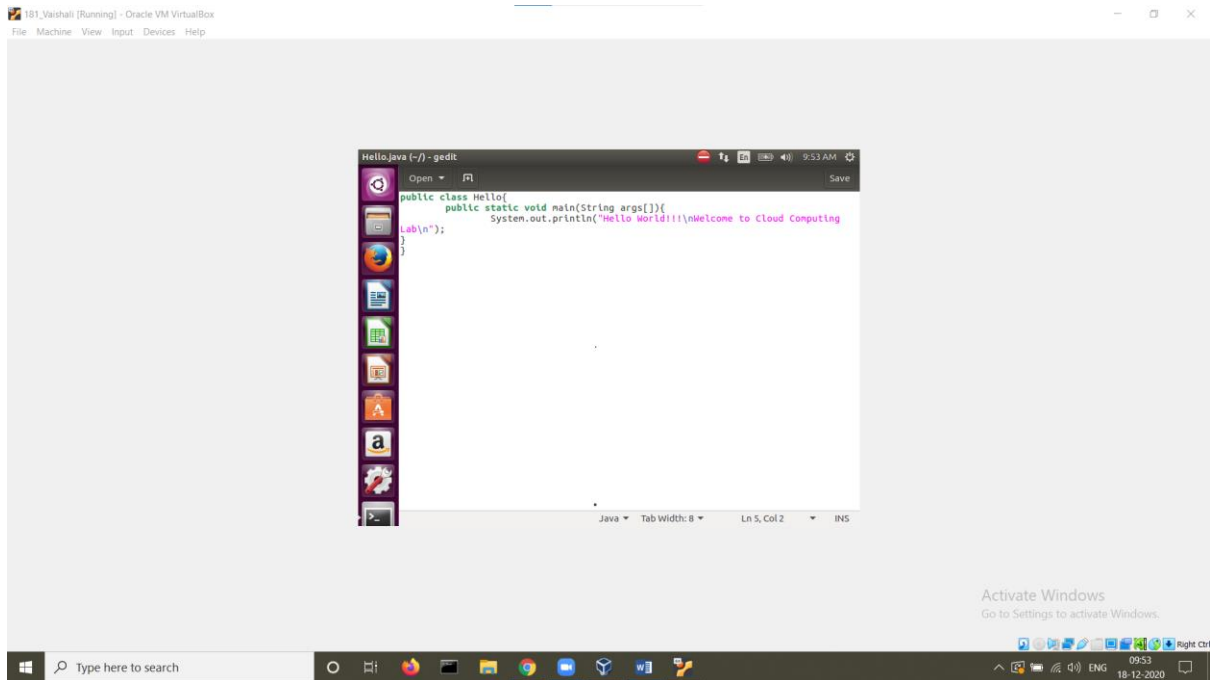 181_Vaishali [Running] - Oracle VM VirtualBox
File Machine View Input Devices Help
Hello.java (~/) - gedit
En
9:53 AM
Open
Save
public class Hello{
public static void main(String args[]){
System.out.println("Hello World!!!\nWelcome to Cloud Computing
Lab\n");
}
}
Java Tab Width: 8 Ln 5, Col 2 INS
Activate Windows
Go to Settings to activate Windows.
Right Ctrl
Type here to search
ENG
09:53
18-12-2020